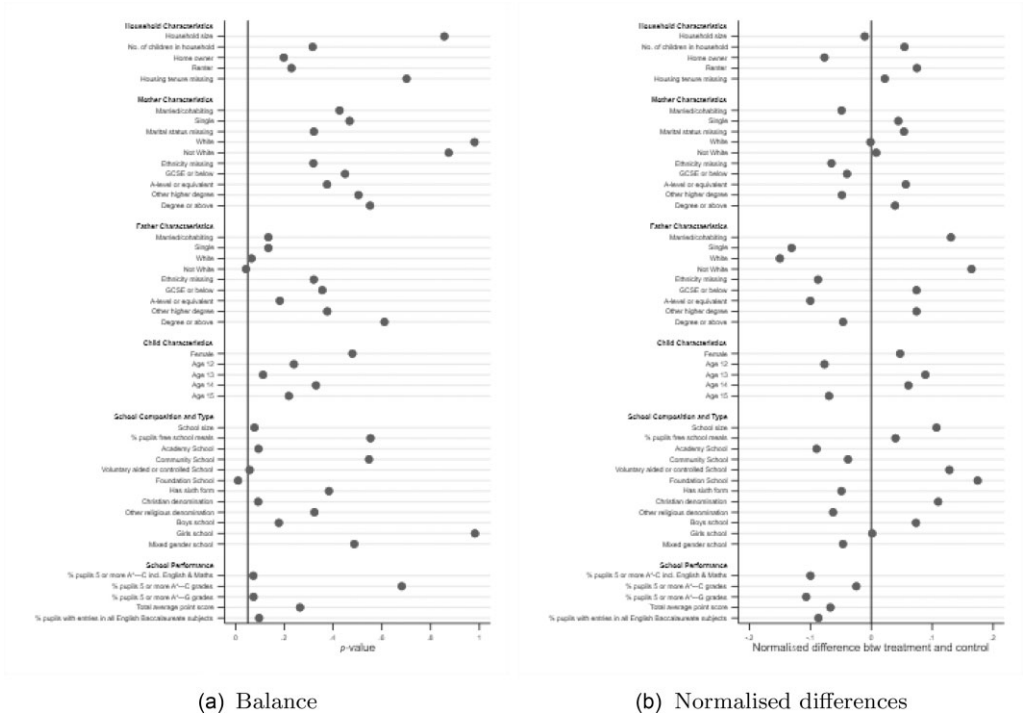 Household Characteristics
Household size
No. of children in household
Home owner
Renter
Housing tenure missing
Mother Characteristics
Married/cohabiting
Single
Marital status missing
White
Not White
Ethnicity missing
GCSE or below
A-level or equivalent
Other higher degree
Degree or above
Father Characteristics
Married/cohabiting
Single
White
Not White
Ethnicity missing
GCSE or below
A-level or equivalent
Other higher degree
Degree or above
Child Characteristics
Female
Age 12
Age 13
Age 14
Age 15
School Composition and Type
School size
% pupils free school meals
Academy School
Community School
Voluntary aided or controlled School
Foundation School
Has sixth form
Christian denomination
Other religious denomination
Boys school
Girls school
Mixed gender school
School Performance
% pupils 5 or more A*—C incl. English & Maths
% pupils 5 or more A*—C grades
% pupils 5 or more A*—G grades
Total average point score
% pupils with entries in all English Baccalaureate subjects
0 .2 .4 .6 .8 1
p-value
(a) Balance
Household Characteristics
Household size
No. of children in household
Home owner
Renter
Housing tenure missing
Mother Characteristics
Married/cohabiting
Single
Marital status missing
White
Not White
Ethnicity missing
GCSE or below
A-level or equivalent
Other higher degree
Degree or above
Father Characteristics
Married/cohabiting
Single
White
Not White
Ethnicity missing
GCSE or below
A-level or equivalent
Other higher degree
Degree or above
Child Characteristics
Female
Age 12
Age 13
Age 14
Age 15
School Composition and Type
School size
% pupils free school meals
Academy School
Community School
Voluntary aided or controlled School
Foundation School
Has sixth form
Christian denomination
Other religious denomination
Boys school
Girls school
Mixed gender school
School Performance
% pupils 5 or more A*-C incl. English & Maths
% pupils 5 or more A*—C grades
% pupils 5 or more A*—G grades
Total average point score
% pupils with entries in all English Baccalaureate subjects
-.2 -.1 0 .1 .2
Normalised difference btw treatment and control
(b) Normalised differences